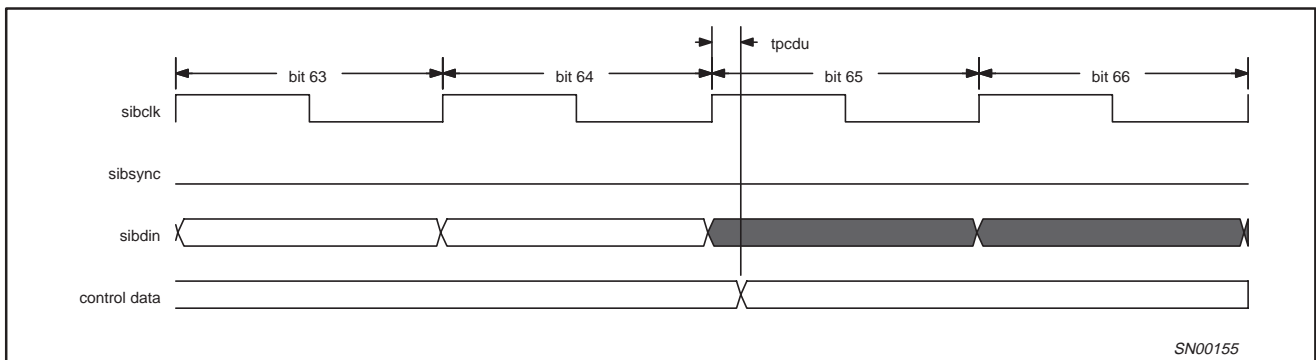 tpcdu
bit 63 bit 64 bit 65 bit 66
sibclk
sibsync
sibdin
control data
SN00155